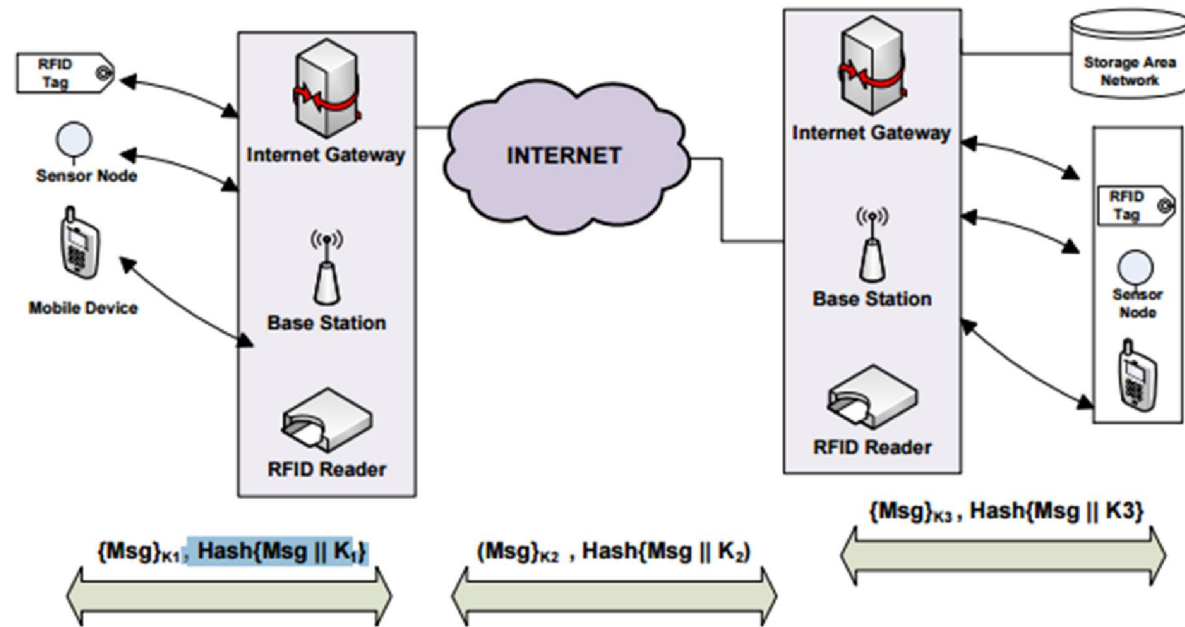 RFID
Tag
Sensor Node
Mobile Device
Internet Gateway
Base Station
RFID Reader
INTERNET
Internet Gateway
Base Station
RFID Reader
Storage Area
Network
RFID
Tag
Sensor
Node
{Msg}K1, Hash{Msg || K1}
(Msg}K2 , Hash{Msg || K2)
{Msg}K3 , Hash{Msg || K3}